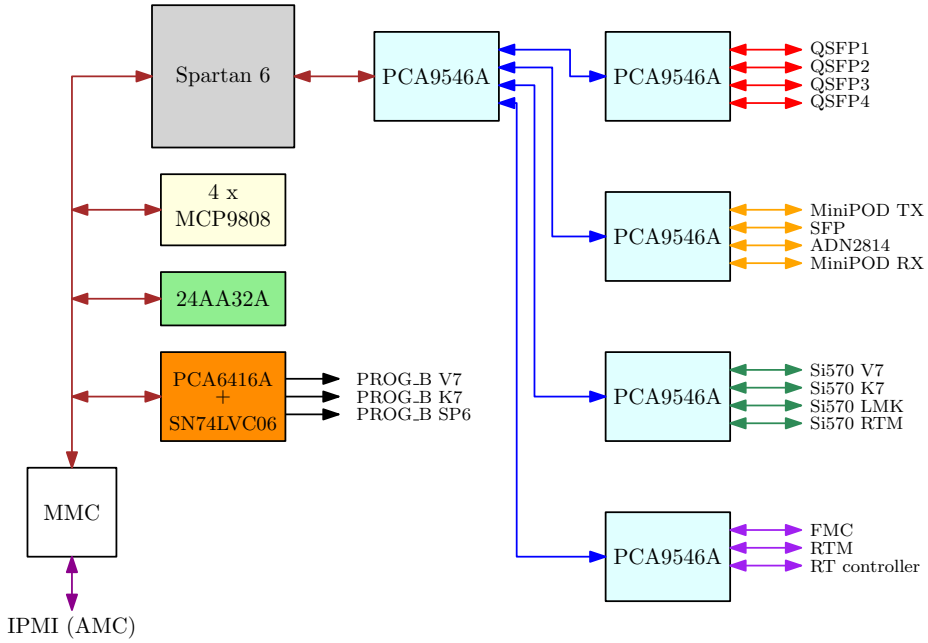 Spartan 6
PCA9546A
PCA9546A
QSFP1
QSFP2
QSFP3
QSFP4
4 x
MCP9808
PCA9546A
MiniPOD TX
SFP
ADN2814
MiniPOD RX
24AA32A
PCA6416A
+
SN74LVC06
PROG_B V7
PROG_B K7
PROG_B SP6
PCA9546A
Si570 V7
Si570 K7
Si570 LMK
Si570 RTM
MMC
PCA9546A
FMC
RTM
RT controller
IPMI (AMC)